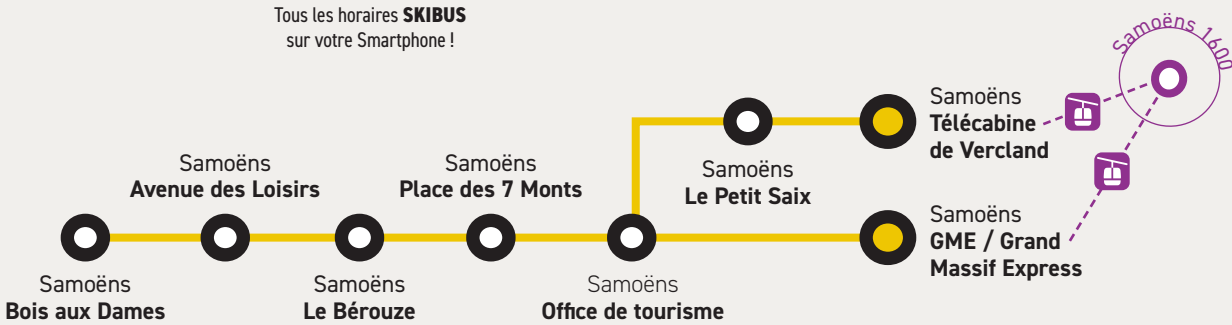 Tous les horaires SKIBUS
sur votre Smartphone !
Samoëns 1600
Samoëns
Télécabine
de Vercland
Samoëns
Avenue des Loisirs
Samoëns
Place des 7 Monts
Samoëns
Le Petit Saix
Samoëns
GME / Grand
Massif Express
Samoëns
Bois aux Dames
Samoëns
Le Bérouze
Samoëns
Office de tourisme